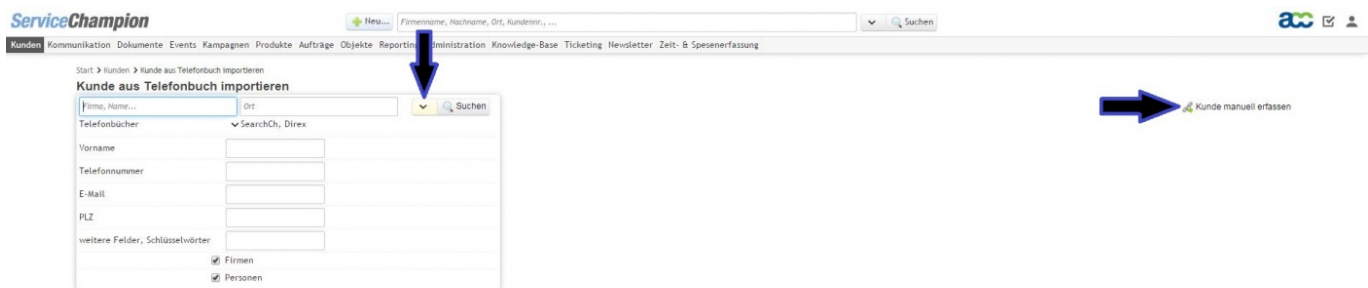 ServiceChampion
Neu... Firmenname, Nachname, Ort, Kundennr., ... Suchen acc
Kunden Kommunikation Dokumente Events Kampagnen Produkte Aufträge Objekte Reporting Knowledge-Base Ticketing Newsletter Zeit- & Spesenerfassung
Start > Kunden > Kunde aus Telefonbuch importieren
Kunde aus Telefonbuch importieren
Firma, Name... Ort Suchen Kunde manuell erfassen
Telefonbücher SearchCh, Direx
Vorname
Telefonnummer
E-Mail
PLZ
weitere Felder, Schlüsselwörter
Firmen
Personen